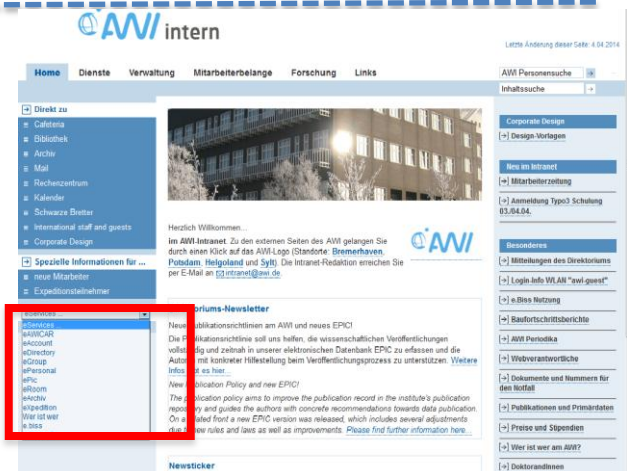 AWI intern
Letzte Änderung dieser Seite: 4.04.2014
Home Dienste Verwaltung Mitarbeiterbelange Forschung Links
AWI Personensuche
Inhaltssuche
Direkt zu
Cafeteria
Bibliothek
Archiv
Mail
Rechenzentrum
Kalender
Schwarze Bretter
International staff and guests
Corporate Design
Spezielle Informationen für ...
neue Mitarbeiter
Expeditionsteilnehmer
eServices ...
eServices ...
eAWICAR
eAccount
eDirectory
eGroup
ePersonal
ePic
eRoom
eArchiv
eXpedition
Wer ist wer
e.biss
Herzlich Willkommen...
im AWI-Intranet. Zu den externen Seiten des AWI gelangen Sie
durch einen Klick auf das AWI-Logo (Standorte: Bremerhaven,
Potsdam, Helgoland und Sylt). Die Intranet-Redaktion erreichen Sie
per E-Mail an intranet@awi.de.
AWI
oriums-Newsletter
Neue Publikationsrichtlinien am AWI und neues EPIC!
Die Publikationsrichtlinie soll uns helfen, die wissenschaftlichen Veröffentlichungen
vollständig und zeitnah in unserer elektronischen Datenbank EPIC zu erfassen und die
Autoren mit konkreter Hilfestellung beim Veröffentlichungsprozess zu unterstützen. Weitere
Infos gibt es hier...
New Publication Policy and new EPIC!
The publication policy aims to improve the publication record in the institute's publication
repository and guides the authors with concrete recommendations towards data publication.
On a related front a new EPIC version was released, which includes several adjustments
due to new rules and laws as well as improvements. Please find further information here...
Newsticker
Corporate Design
Design-Vorlagen
Neu im Intranet
Mitarbeiterzeitung
Anmeldung Typo3 Schulung
03./04.04.
Besonderes
Mitteilungen des Direktoriums
Login-Info WLAN "awi-guest"
e.Biss Nutzung
Baufortschrittsberichte
AWI Periodika
Webverantwortliche
Dokumente und Nummern für
den Notfall
Publikationen und Primärdaten
Preise und Stipendien
Wer ist wer am AWI?
DoktorandInnen